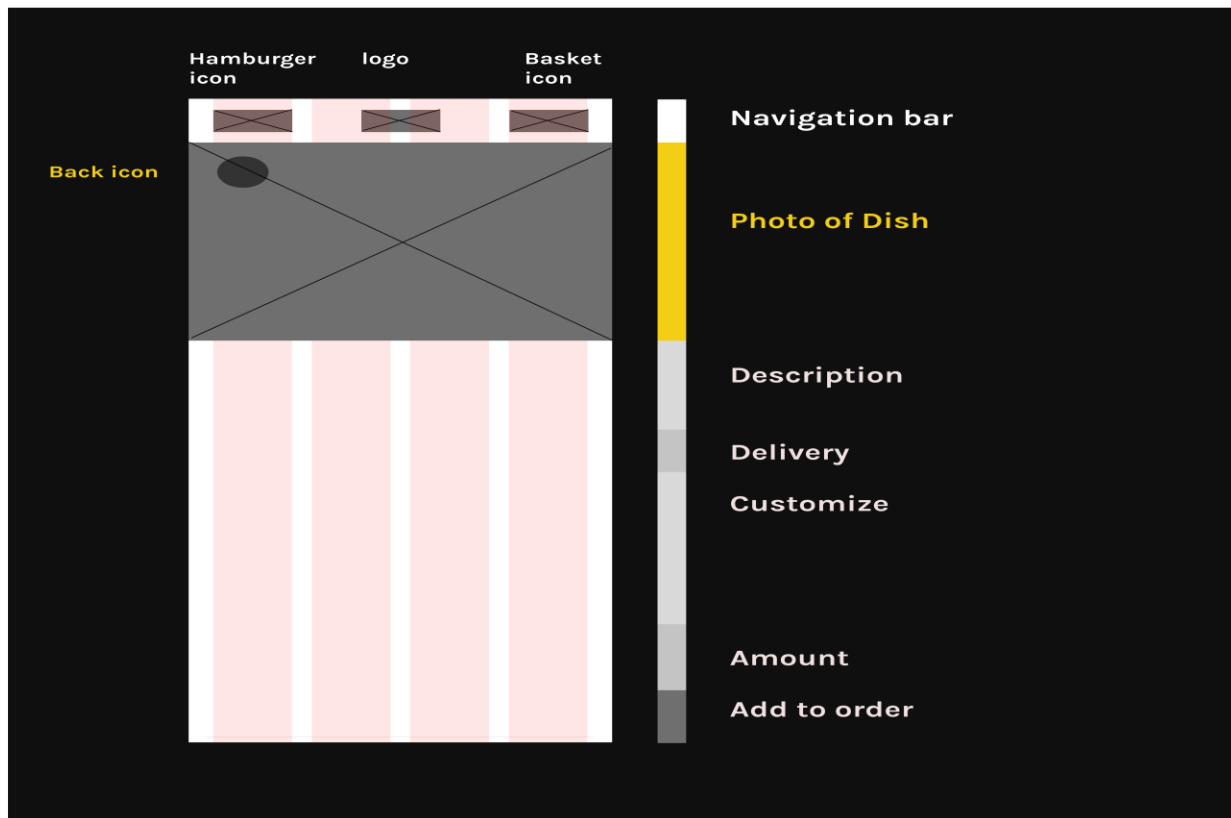 Hamburger
icon
logo
Basket
icon
Navigation bar
Back icon
Photo of Dish
Description
Delivery
Customize
Amount
Add to order